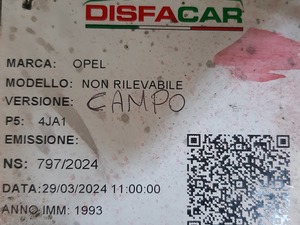 DISFACAR
MARCA: OPEL
MODELLO: NON RILEVABILE
VERSIONE: CAMPO
P5: 4JA1
EMISSIONE:
NS: 797/2024
DATA:29/03/2024 11:00:00
ANNO IMM: 1993